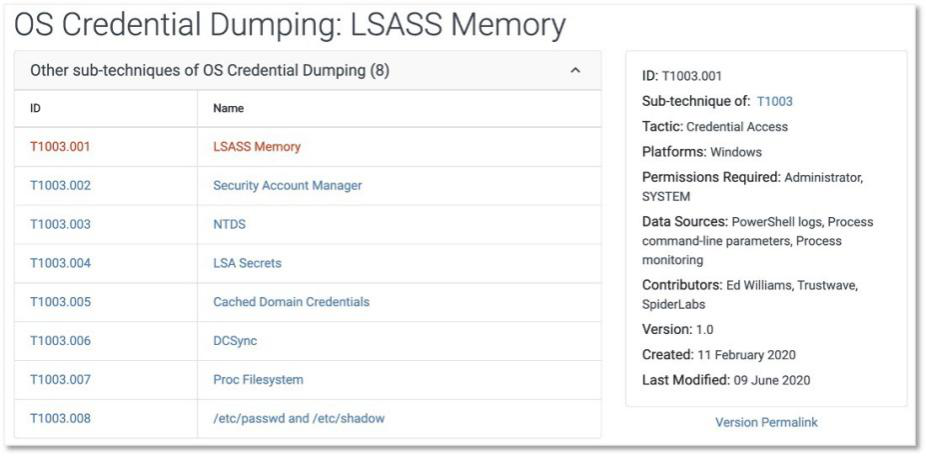 OS Credential Dumping: LSASS Memory
Other sub-techniques of OS Credential Dumping (8)
ID Name
T1003.001 LSASS Memory
T1003.002 Security Account Manager
T1003.003 NTDS
T1003.004 LSA Secrets
T1003.005 Cached Domain Credentials
T1003.006 DCSync
T1003.007 Proc Filesystem
T1003.008 /etc/passwd and /etc/shadow
ID: T1003.001
Sub-technique of: T1003
Tactic: Credential Access
Platforms: Windows
Permissions Required: Administrator,
SYSTEM
Data Sources: PowerShell logs, Process
command-line parameters, Process
monitoring
Contributors: Ed Williams, Trustwave,
SpiderLabs
Version: 1.0
Created: 11 February 2020
Last Modified: 09 June 2020
Version Permalink